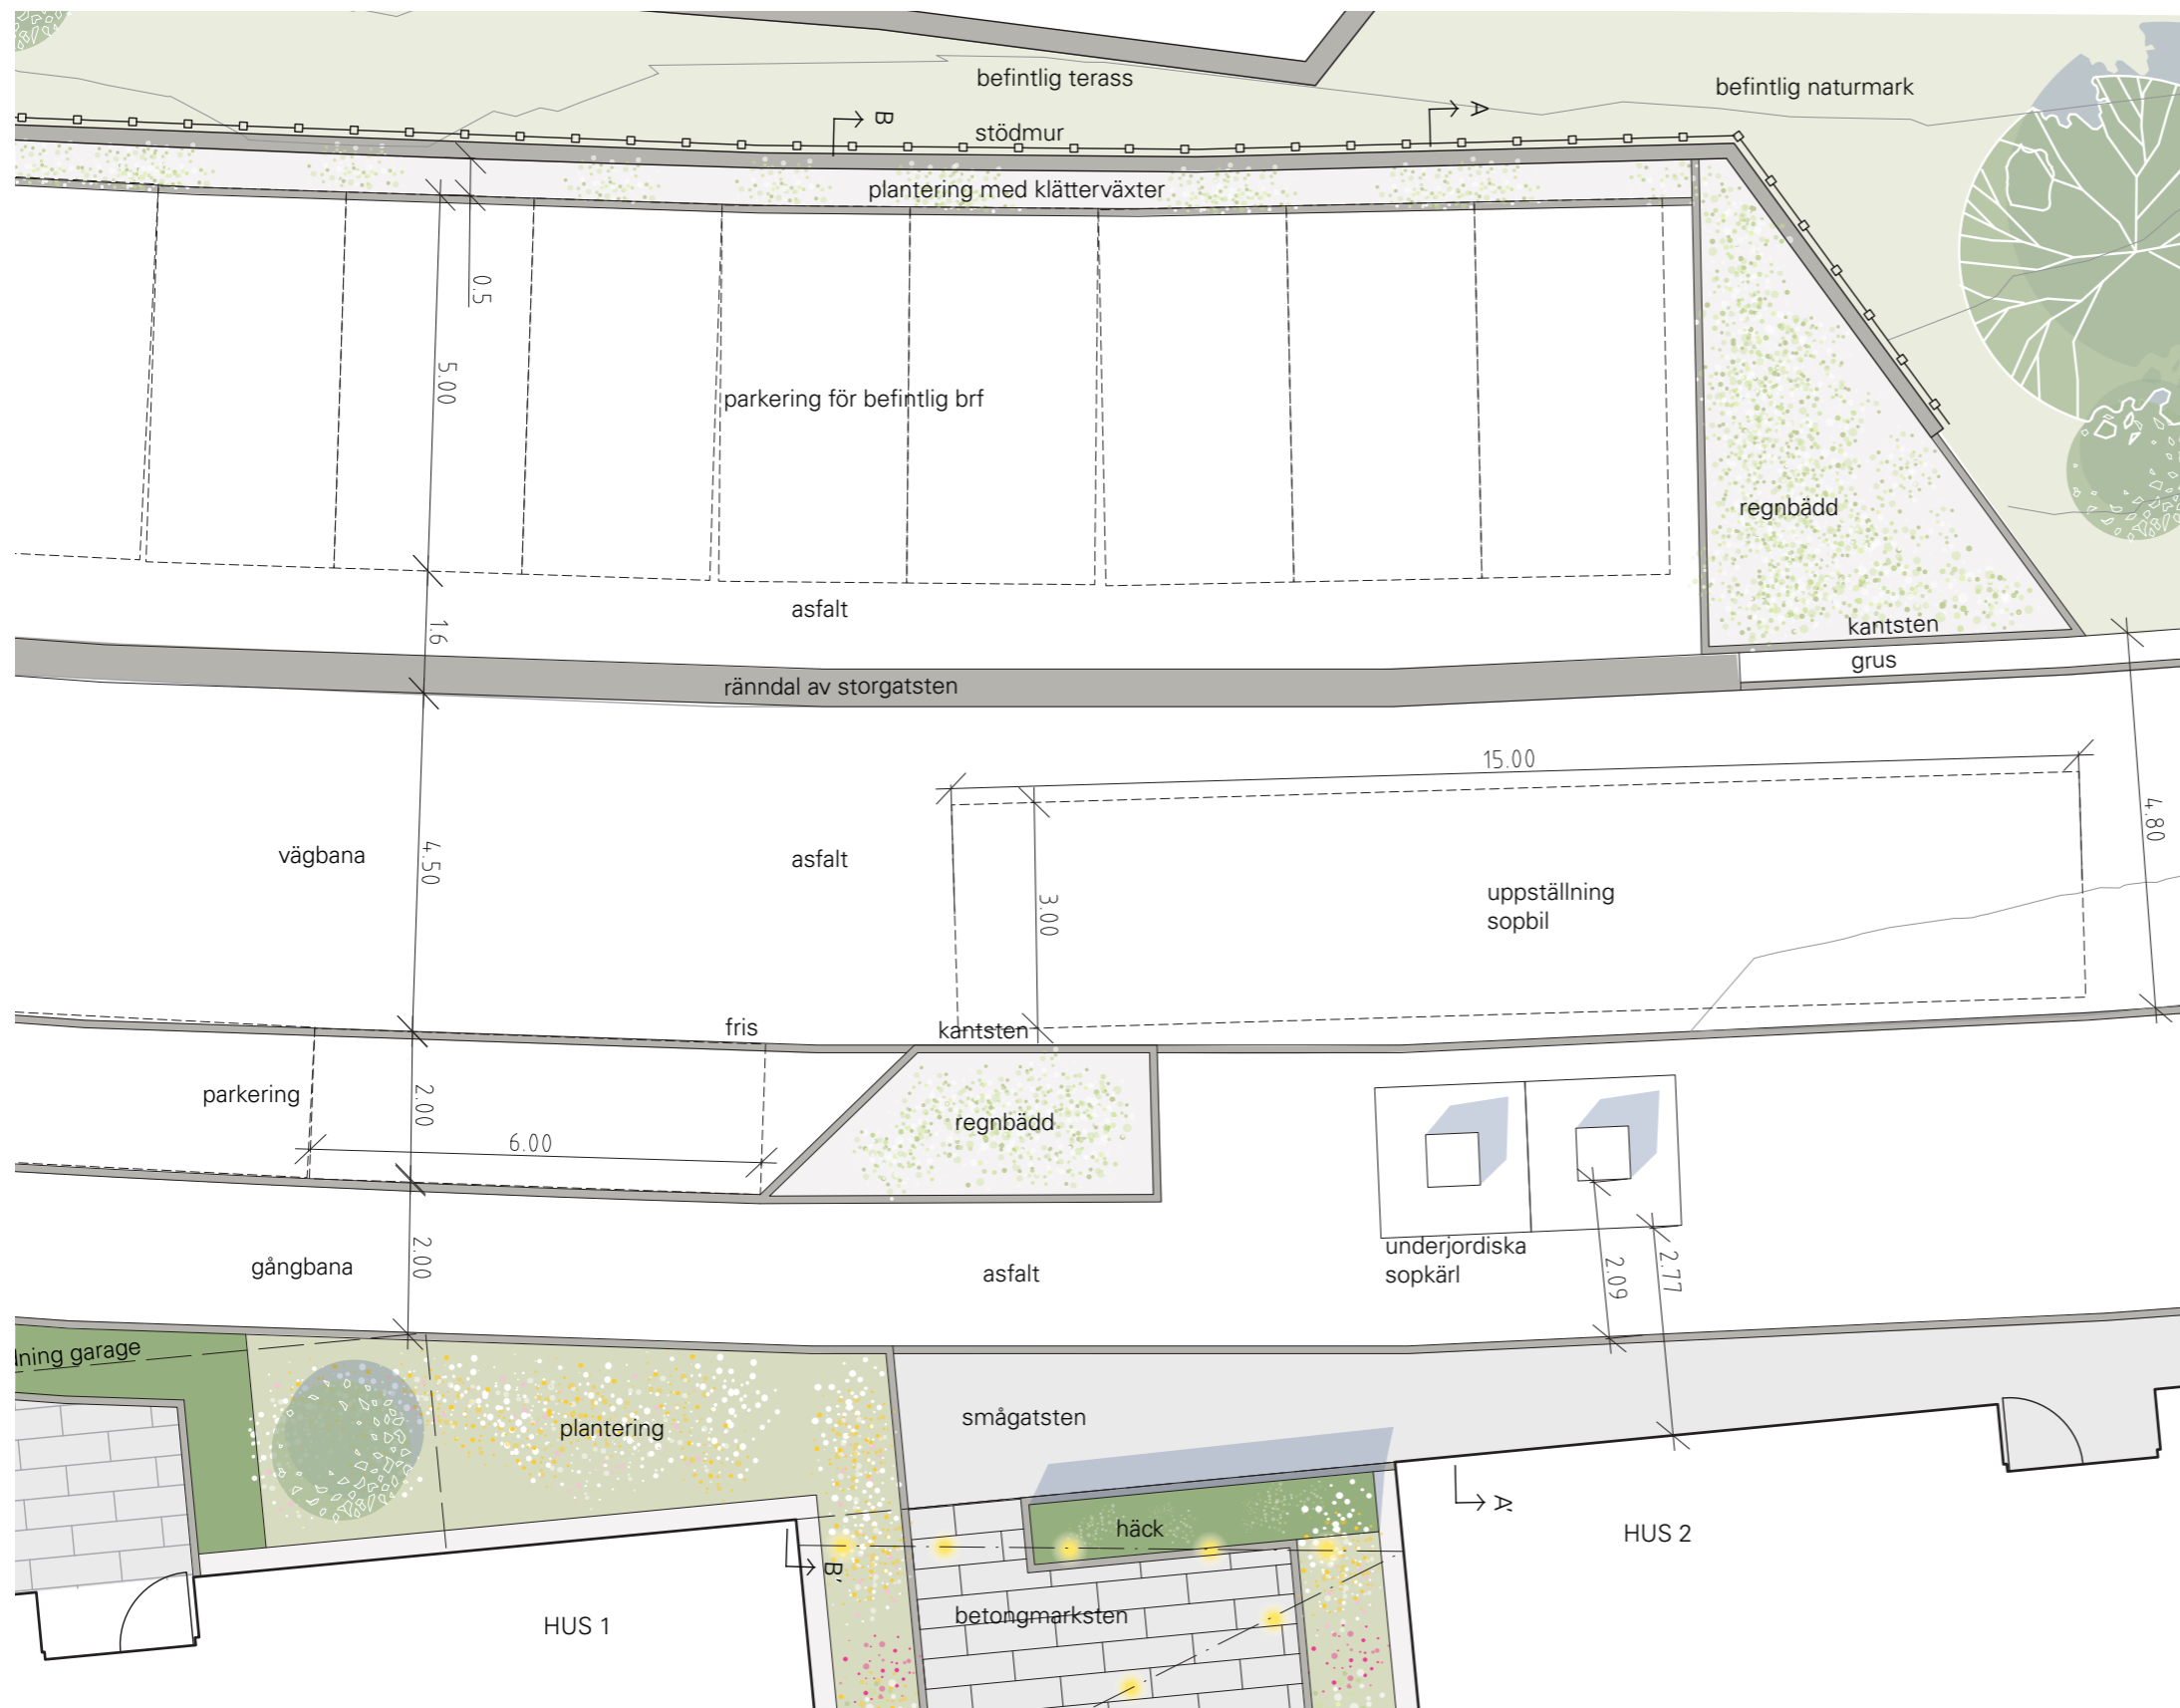 befintlig terass
befintlig naturmark
A
B
stödmur
plantering med klätterväxter
0.5
5.00
parkering för befintlig brf
regnbädd
asfalt
1.6
kantsten
grus
ränndal av storgatsten
15.00
4.80
vägbana
4.50
asfalt
3.00
uppställning
sopbil
fris
kantsten
parkering
2.00
6.00
regnbädd
gångbana
2.00
asfalt
underjordiska
sopkärl
2.09
2.77
garage
plantering
smågatsten
häck
A'
HUS 2
B'
betongmarksten
HUS 1